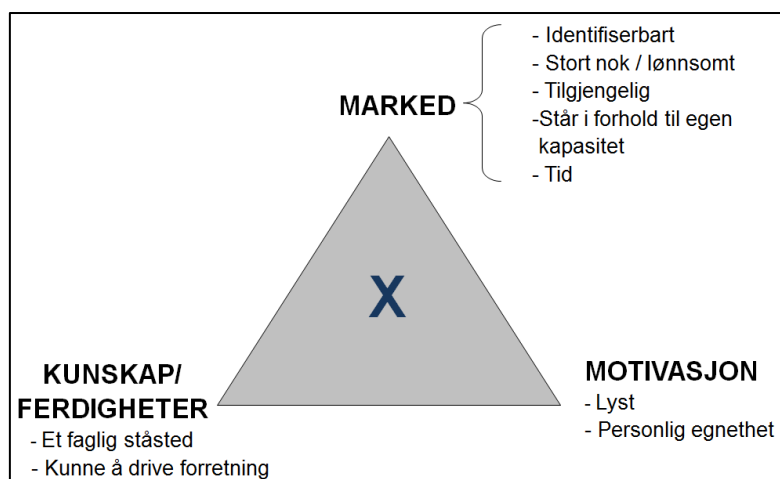 - Identifiserbart
- Stort nok / lønnsomt
- Tilgjengelig
-Står i forhold til egen
kapasitet
- Tid
MARKED
X
KUNSKAP/
FERDIGHETER
- Et faglig ståsted
- Kunne å drive forretning
MOTIVASJON
- Lyst
- Personlig egnethet